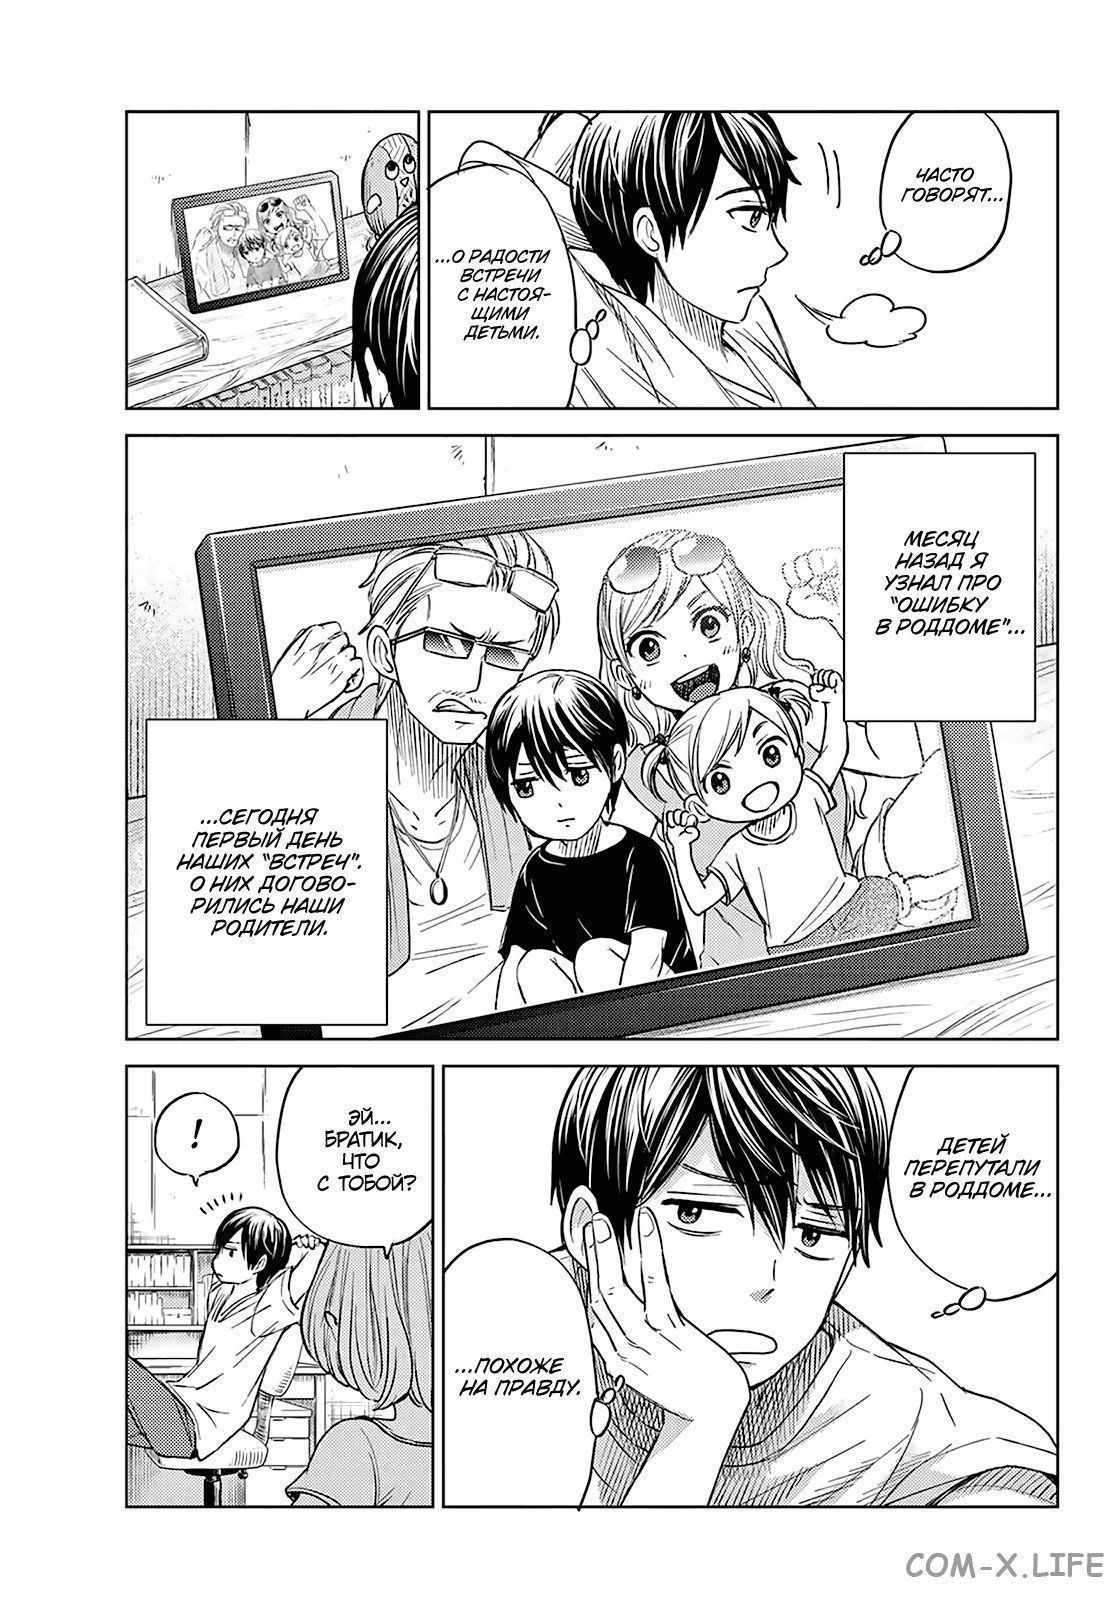 ЧАСТО
ГОВОРЯТ...
...О РАДОСТИ
ВСТРЕЧИ
С НАСТОЯ-
ЩИМИ
ДЕТЬМИ.
МЕСЯЦ
НАЗАД Я
УЗНАЛ ПРО
"ОШИБКУ
В РОДДОМЕ"...
...СЕГОДНЯ
ПЕРВЫЙ ДЕНЬ
НАШИХ "ВСТРЕЧ".
О НИХ ДОГОВО-
РИЛИСЬ НАШИ
РОДИТЕЛИ.
ДЕТЕЙ
ПЕРЕПУТАЛИ
В РОДДОМЕ...
...ПОХОЖЕ
НА ПРАВДУ.
ЭЙ...
БРАТИК,
ЧТО
С ТОБОЙ?
!
COM-X.LIFE